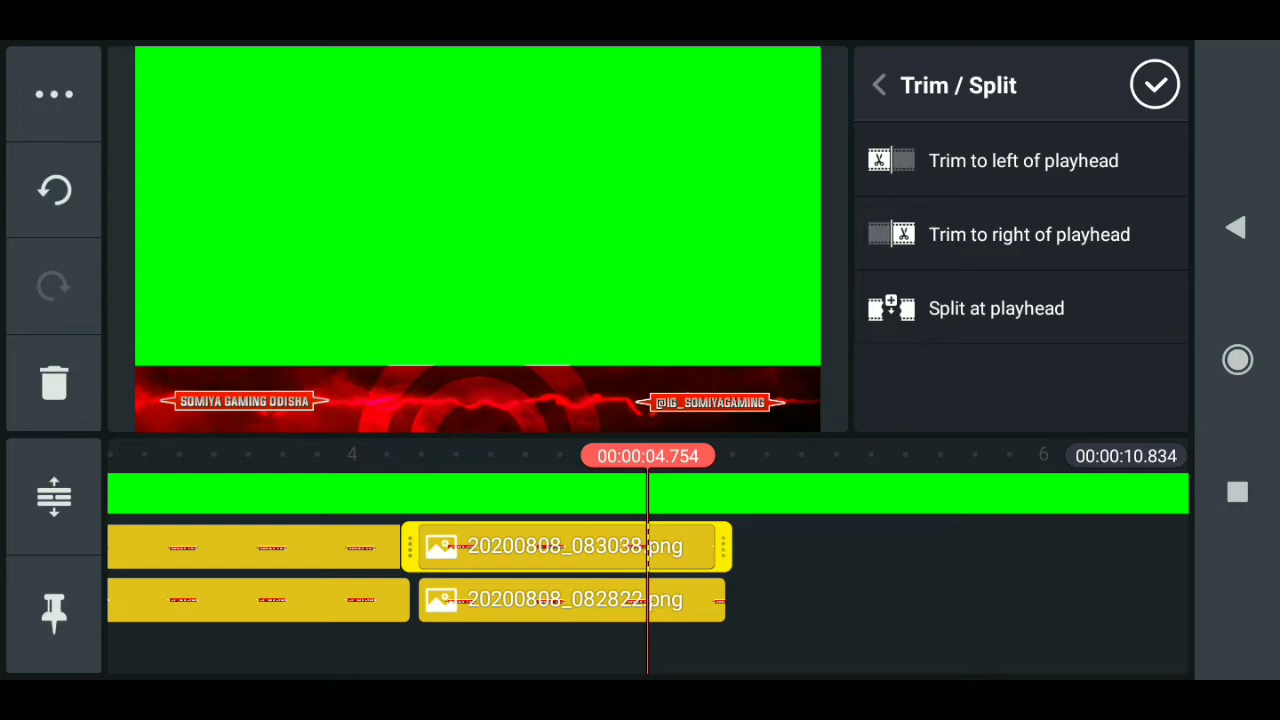 Trim / Split
Trim to left of playhead
Trim to right of playhead
Split at playhead
SOMIYA GAMING ODISHA
@IG_SOMIYAGAMING
4
00:00:04.754
6
00:00:10.834
20200808_083038.png
20200808_082822.png